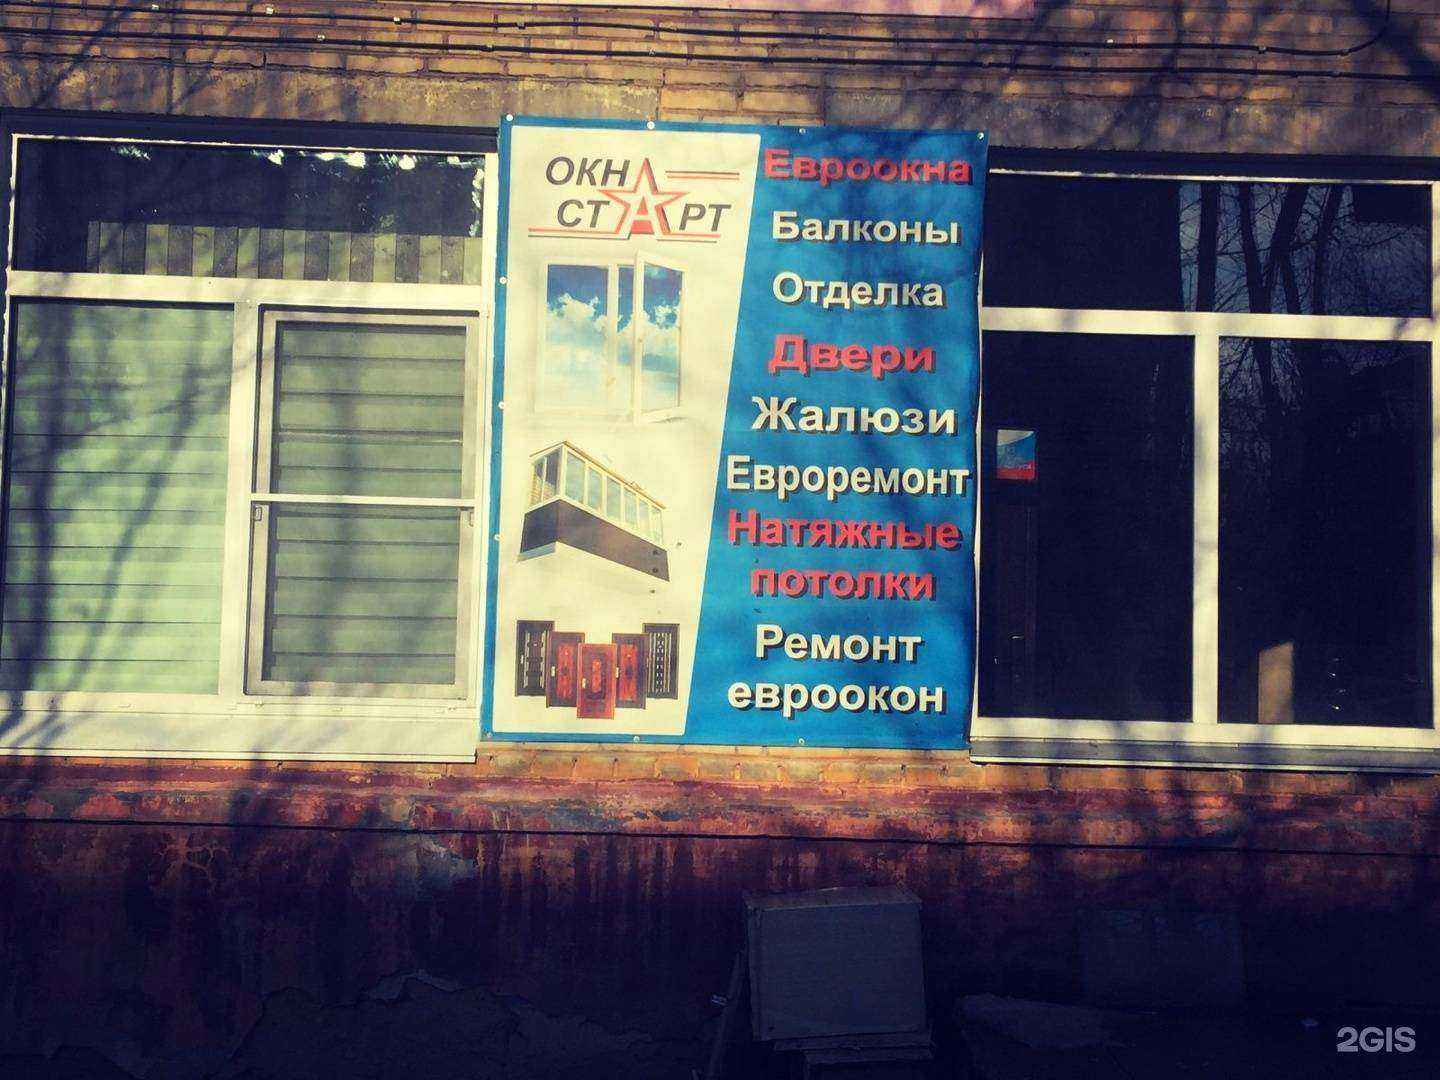 ОКНА
СТАРТ
Евроокна
Балконы
Отделка
Двери
Жалюзи
Евроремонт
Натяжные
потолки
Ремонт
евроокон
2GIS